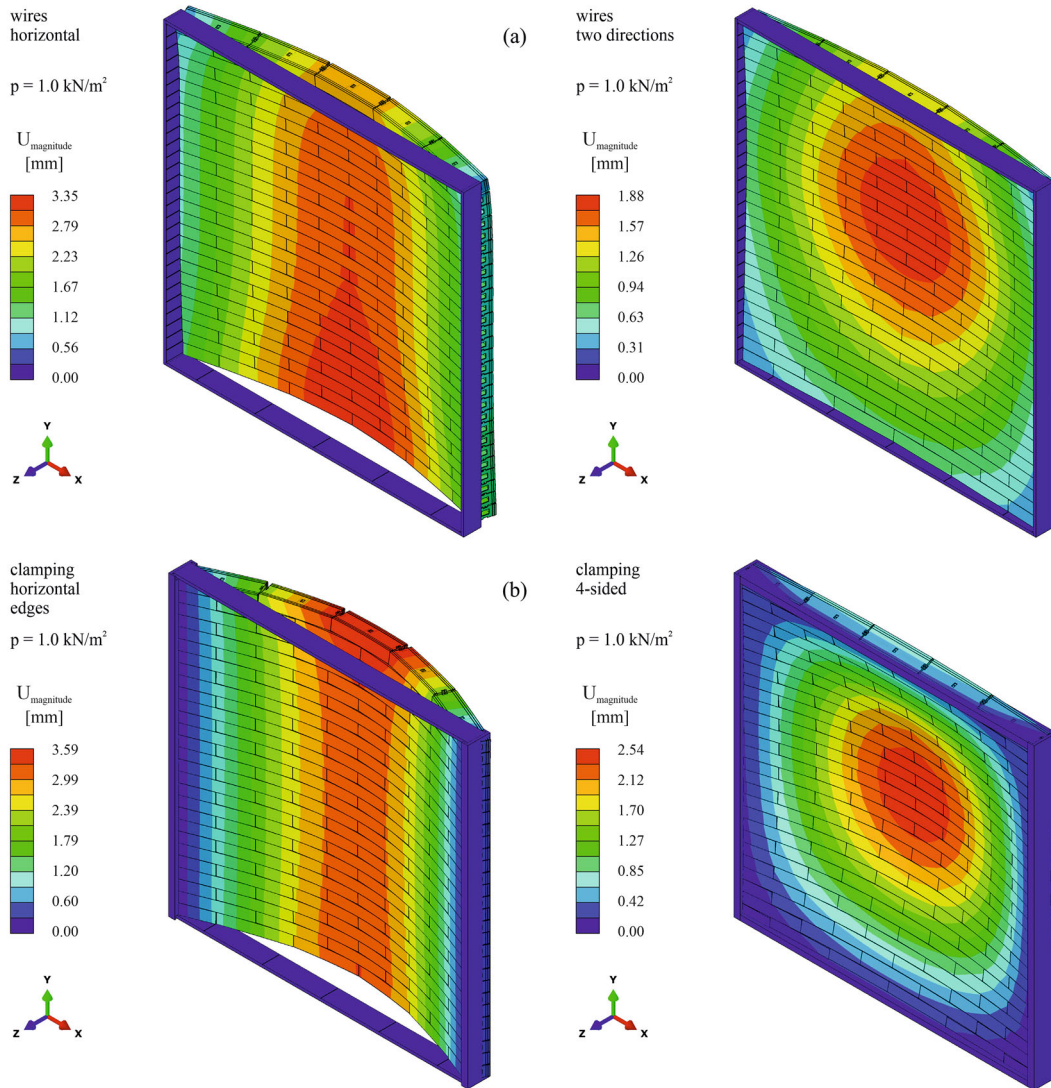 wires
horizontal
p = 1.0 kN/m²
U magnitude
[mm]
3.35
2.79
2.23
1.67
1.12
0.56
0.00
Y
Z
X
(a)
wires
two directions
p = 1.0 kN/m²
U magnitude
[mm]
1.88
1.57
1.26
0.94
0.63
0.31
0.00
Y
Z
X
clamping
horizontal
edges
p = 1.0 kN/m²
U magnitude
[mm]
3.59
2.99
2.39
1.79
1.20
0.60
0.00
Y
Z
X
(b)
clamping
4-sided
p = 1.0 kN/m²
U magnitude
[mm]
2.54
2.12
1.70
1.27
0.85
0.42
0.00
Y
Z
X